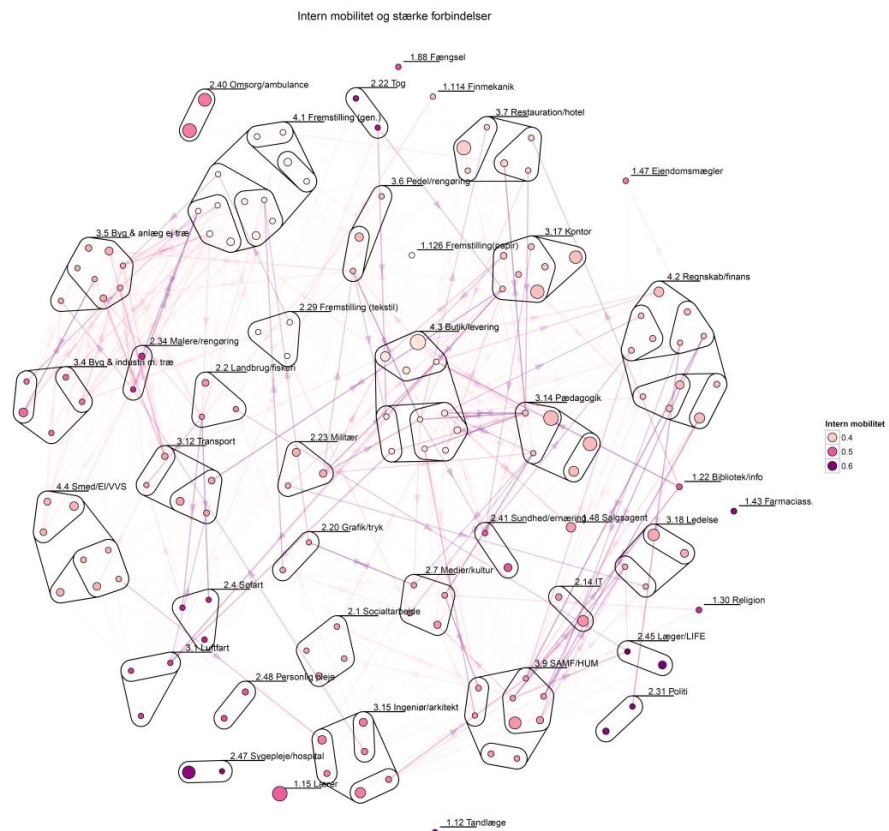 Intern mobilitet og stærke forbindelser
1.88 Fængsel
2.40 Omsorg/ambulance
2.22 Tog
1.114 Finmekanik
4.1 Fremstilling (gen.)
3.7 Restauration/hotel
1.47 Ejendomsmægler
3.6 Pedel/rengøring
3.5 Byg & anlæg ej træ
3.17 Kontor
1.126 Fremstilling(papir)
4.2 Regnskab/finans
2.29 Fremstilling (tekstil)
4.3 Butik/levering
2.34 Malere/rengøring
3.4 Byg & industri m. træ
2.2 Landbrug/fiskeri
3.14 Pædagogik
Intern mobilitet
0.4
0.5
0.6
3.12 Transport
2.23 Militær
4.4 Smed/El/VVS
1.22 Bibliotek/info
1.43 Farmaciass.
2.41 Sundhed/ernæring
1.48 Salgsagent
3.18 Ledelse
2.20 Grafik/tryk
2.7 Medier/kultur
2.14 IT
2.4 Søfart
2.1 Socialtarbejde
1.30 Religion
3.1 Luftfart
2.45 Læger/LIFE
3.9 SAMF/HUM
2.48 Personlig pleje
2.31 Politi
3.15 Ingeniør/arkitekt
2.47 Sygepleje/hospital
1.15 Lærer
1.12 Tandlæge